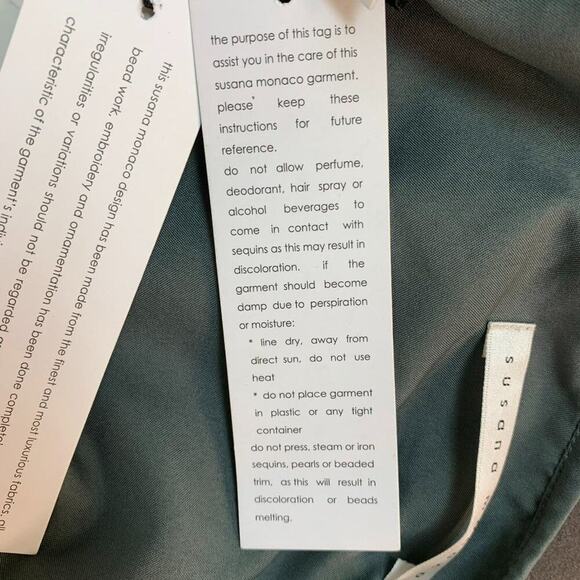 this susana monaco design has been made from the finest and most luxurious fabrics. all
bead work, embroidery and ornamentation has been done completel
irregularities or variations should not be regarded
characteristic of the garment's indi
the purpose of this tag is to
assist you in the care of this
susana monaco garment.
please* keep these
instructions for future
reference.
do not allow perfume,
deodorant, hair spray or
alcohol beverages to
come in contact with
sequins as this may result in
discoloration. if the
garment should become
damp due to perspiration
or moisture:
* line dry, away from
direct sun, do not use
heat
* do not place garment
in plastic or any tight
container
do not press, steam or iron
sequins, pearls or beaded
trim, as this will result in
discoloration or beads
melting.
susana